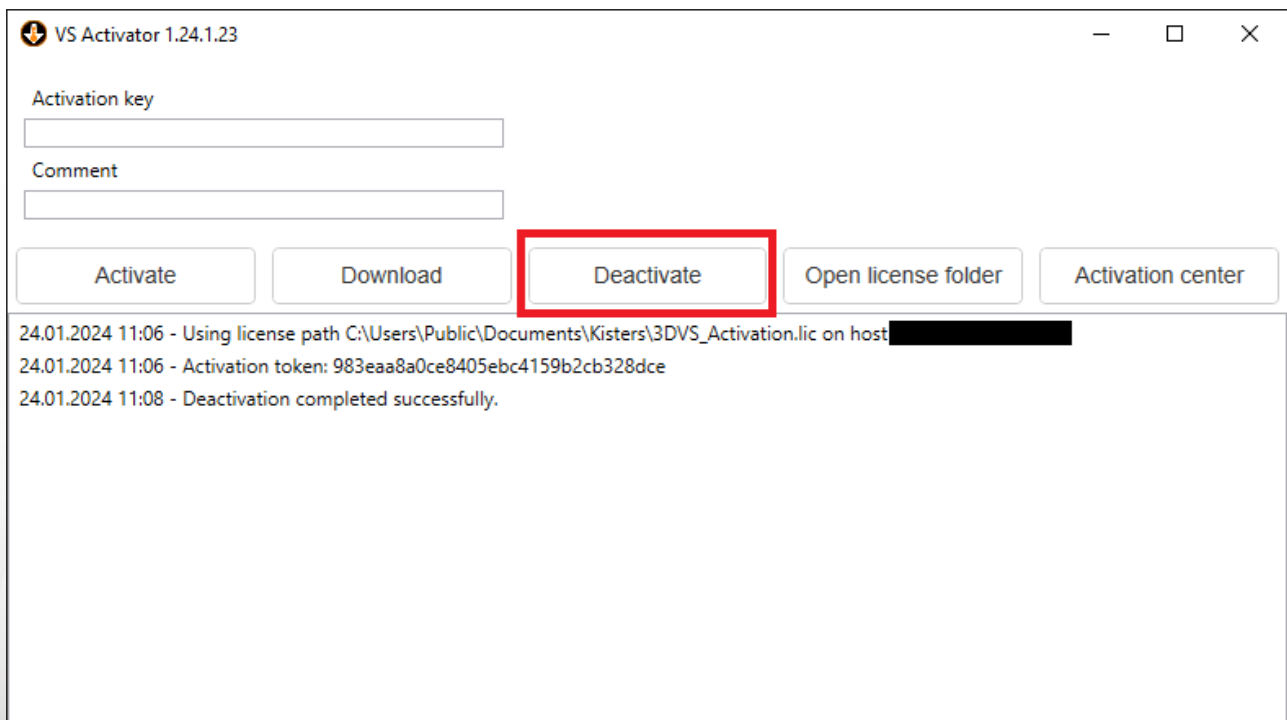 VS Activator 1.24.1.23
Activation key
Comment
Activate Download Deactivate Open license folder Activation center
24.01.2024 11:06 - Using license path C:\Users\Public\Documents\Kisters\3DVS_Activation.lic on host
24.01.2024 11:06 - Activation token: 983eaa8a0ce8405ebc4159b2cb328dce
24.01.2024 11:08 - Deactivation completed successfully.